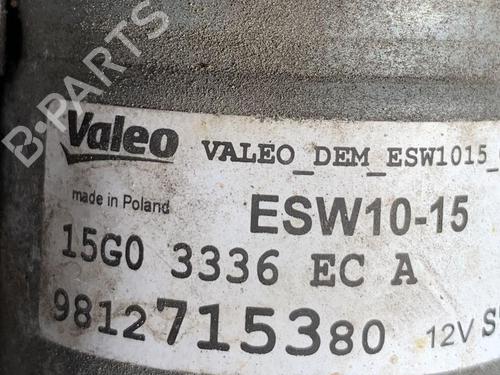 B-PARTS
Valeo VALEO_DEM_ESW1015_
made in Poland ESW10-15
15G0 3336 EC A
9812715380 12V S